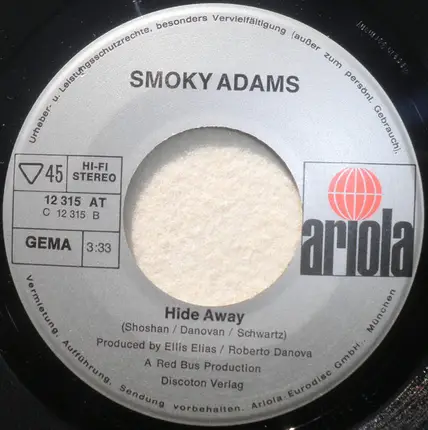 Urheber- u. Leistungsschutzrechte, besonders Vervielfältigung (außer zum persönl. Gebrauch).
SMOKY ADAMS
45
HI-FI
STEREO
12 315 AT
C 12 315 B
GEMA
3:33
ariola
Hide Away
(Shoshan / Danovan / Schwartz)
Produced by Ellis Elias / Roberto Danova
A Red Bus Production
Discoton Verlag
Vermietung, Aufführung, Sendung vorbehalten. Ariola Eurodisc GmbH., München